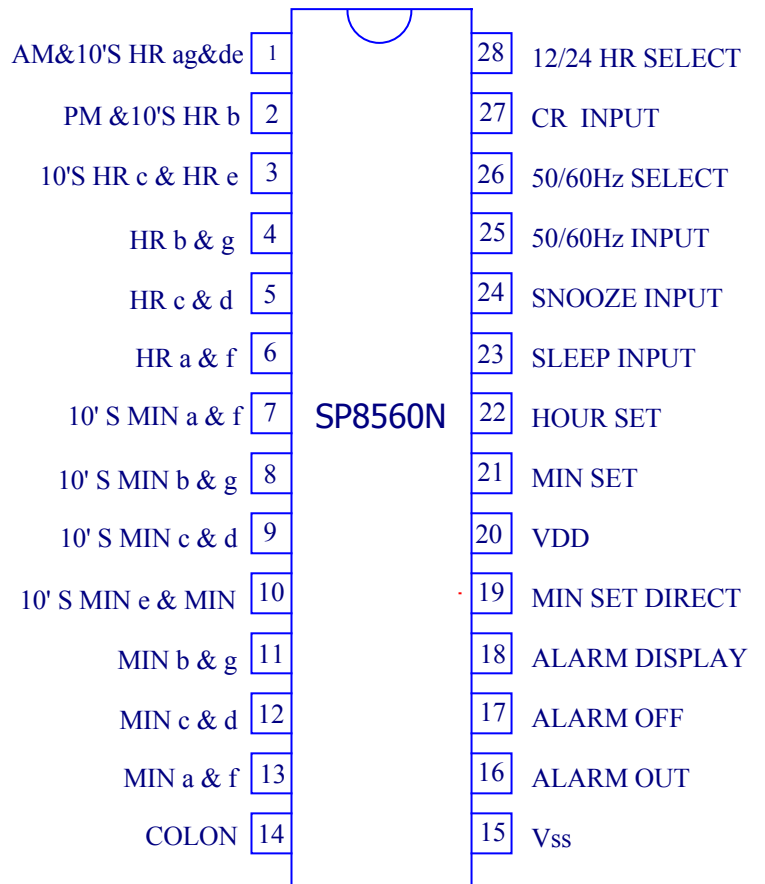 AM&10'S HR ag&de 1 28 12/24 HR SELECT
PM &10'S HR b 2 27 CR INPUT
10'S HR c & HR e 3 26 50/60Hz SELECT
HR b & g 4 25 50/60Hz INPUT
HR c & d 5 24 SNOOZE INPUT
HR a & f 6 23 SLEEP INPUT
10' S MIN a & f 7 SP8560N 22 HOUR SET
10' S MIN b & g 8 21 MIN SET
10' S MIN c & d 9 20 VDD
10' S MIN e & MIN 10 19 MIN SET DIRECT
MIN b & g 11 18 ALARM DISPLAY
MIN c & d 12 17 ALARM OFF
MIN a & f 13 16 ALARM OUT
COLON 14 15 Vss